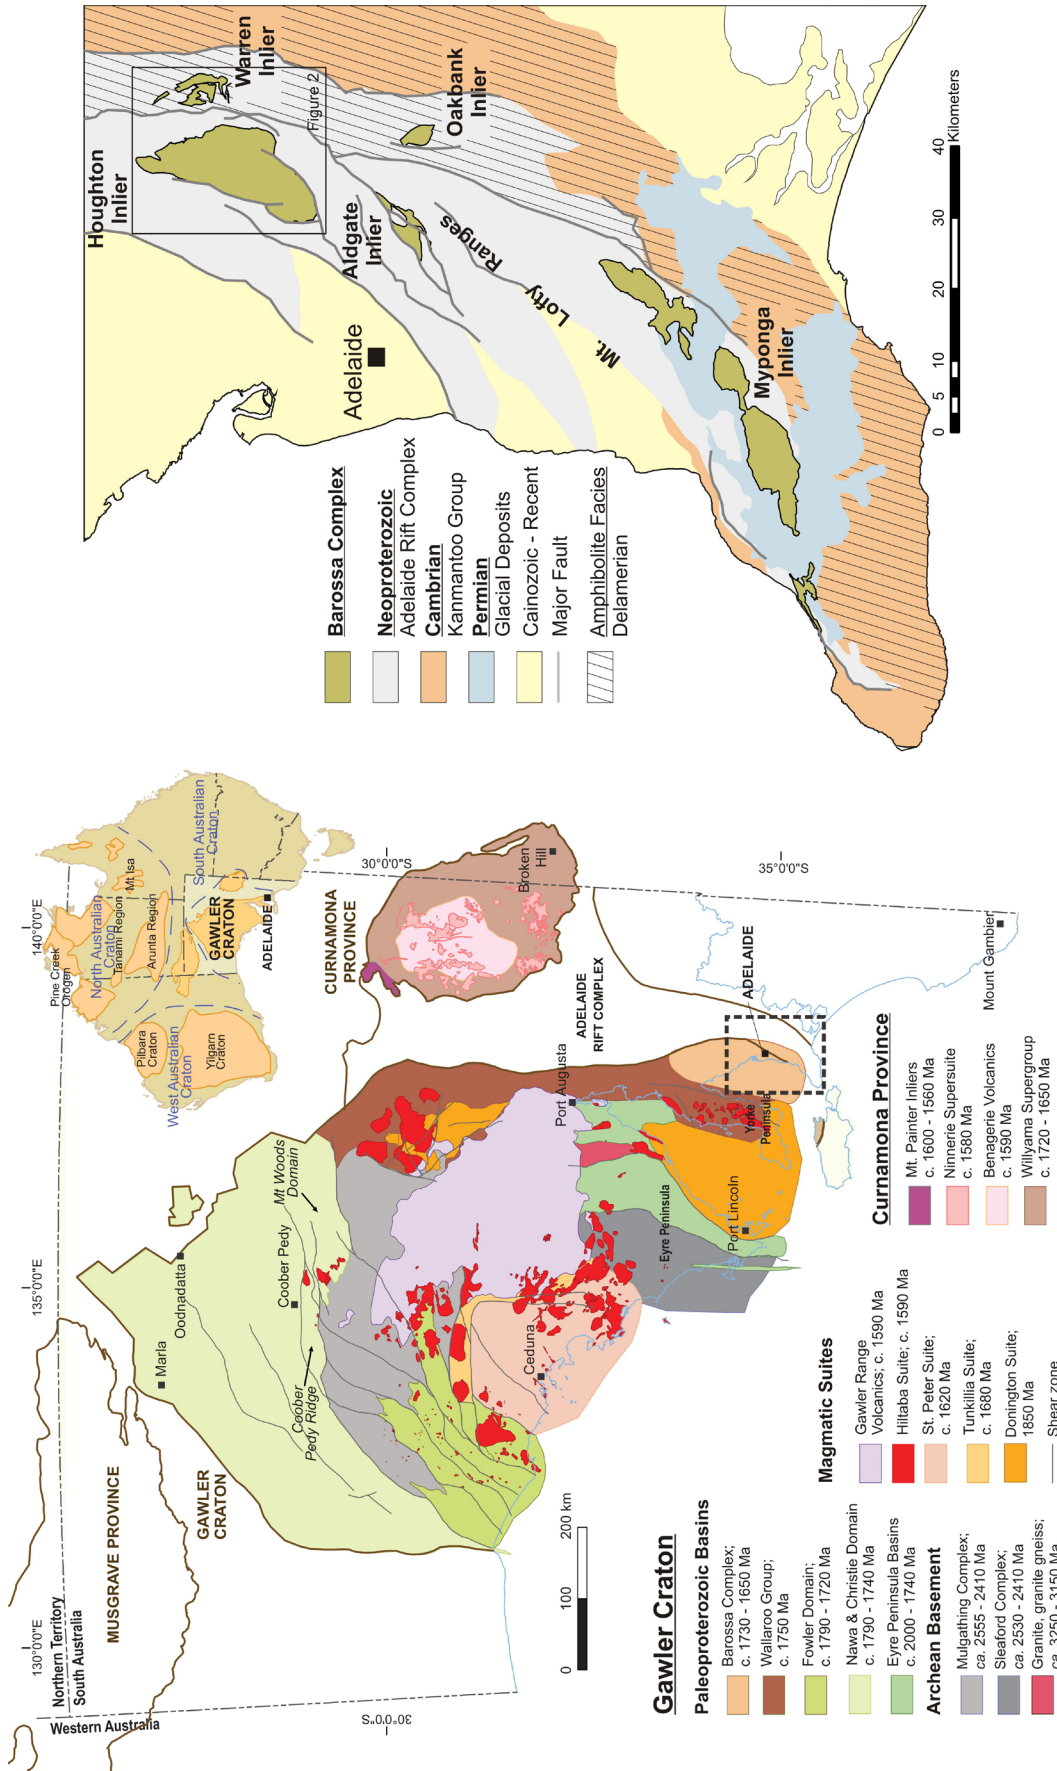 130°0'0"E
135°0'0"E
140°0'0"E
Northern Territory
South Australia
Western Australia
MUSGRAVE PROVINCE
GAWLER
CRATON
30°0'0"S
Marla
Oodnadatta
Coober Pedy
Coober
Pedy Ridge
Mt Woods
Domain
Ceduna
Port Augusta
Eyre Peninsula
Port Lincoln
Yorke
Peninsula
CURNAMONA
PROVINCE
30°0'0"S
Broken
Hill
ADELAIDE
RIFT COMPLEX
35°0'0"S
ADELAIDE
Mount Gambier
0
100
200 km
Pine Creek
Orogen
North Australian
Craton
Tanami Region
Mt Isa
Arunta Region
Pilbara
Craton
West Australian
Craton
Yilgarn
Craton
South Australian
Craton
GAWLER
CRATON
ADELAIDE
Gawler Craton
Paleoproterozoic Basins
Barossa Complex;
c. 1730 - 1650 Ma
Wallaroo Group;
c. 1750 Ma
Fowler Domain;
c. 1790 - 1720 Ma
Nawa & Christie Domain
c. 1790 - 1740 Ma
Eyre Peninsula Basins
c. 2000 - 1740 Ma
Archean Basement
Mulgathing Complex;
ca. 2555 - 2410 Ma
Sleaford Complex;
ca. 2530 - 2410 Ma
Granite, granite gneiss;
ca. 3250 - 3150 Ma
Magmatic Suites
Gawler Range
Volcanics; c. 1590 Ma
Hiltaba Suite; c. 1590 Ma
St. Peter Suite;
c. 1620 Ma
Tunkillia Suite;
c. 1680 Ma
Donington Suite;
1850 Ma
Shear zone
Curnamona Province
Mt. Painter Inliers
c. 1600 - 1560 Ma
Ninnerie Supersuite
c. 1580 Ma
Benagerie Volcanics
c. 1590 Ma
Willyama Supergroup
c. 1720 - 1650 Ma
Barossa Complex
Neoproterozoic
Adelaide Rift Complex
Cambrian
Kanmantoo Group
Permian
Glacial Deposits
Cainozoic - Recent
Major Fault
Amphibolite Facies
Delamerian
Adelaide
Houghton
Inlier
Warren
Inlier
Figure 2
Aldgate
Inlier
Oakbank
Inlier
Mt.
Lofty
Ranges
Myponga
Inlier
0
5
10
20
30
40
Kilometers